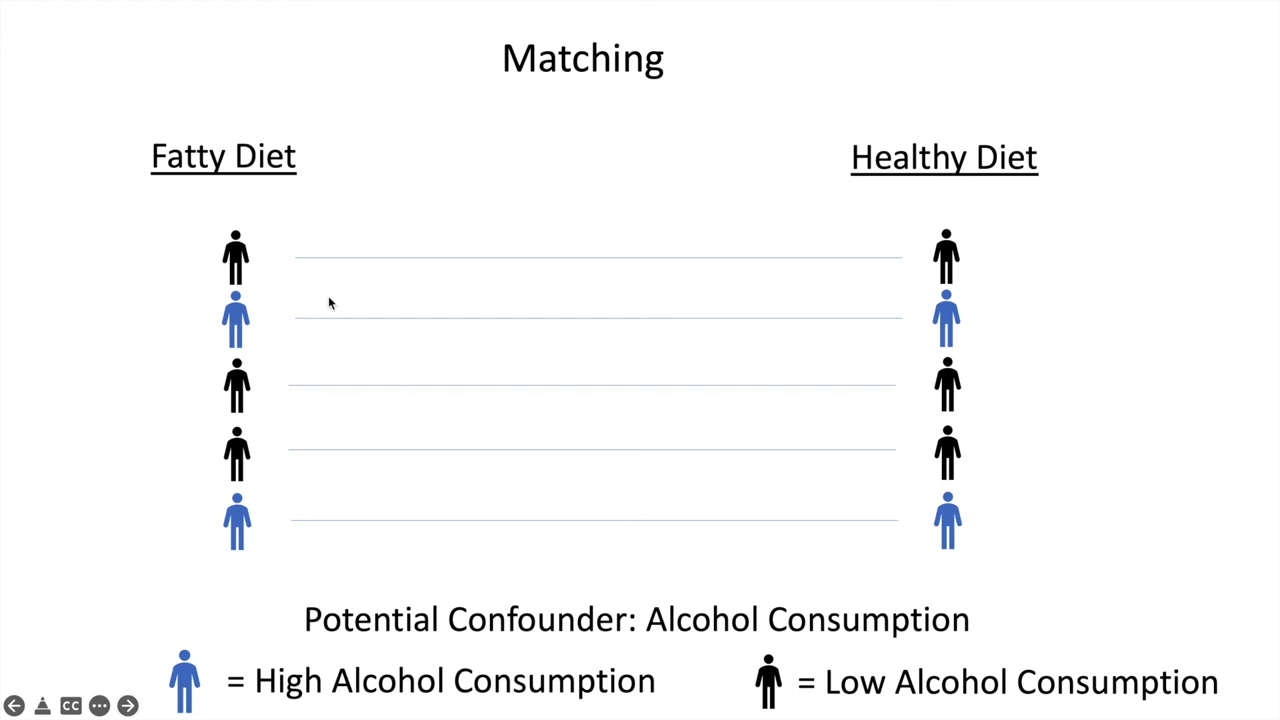 Matching
Fatty Diet
Healthy Diet
Potential Confounder: Alcohol Consumption
= High Alcohol Consumption
= Low Alcohol Consumption
CC